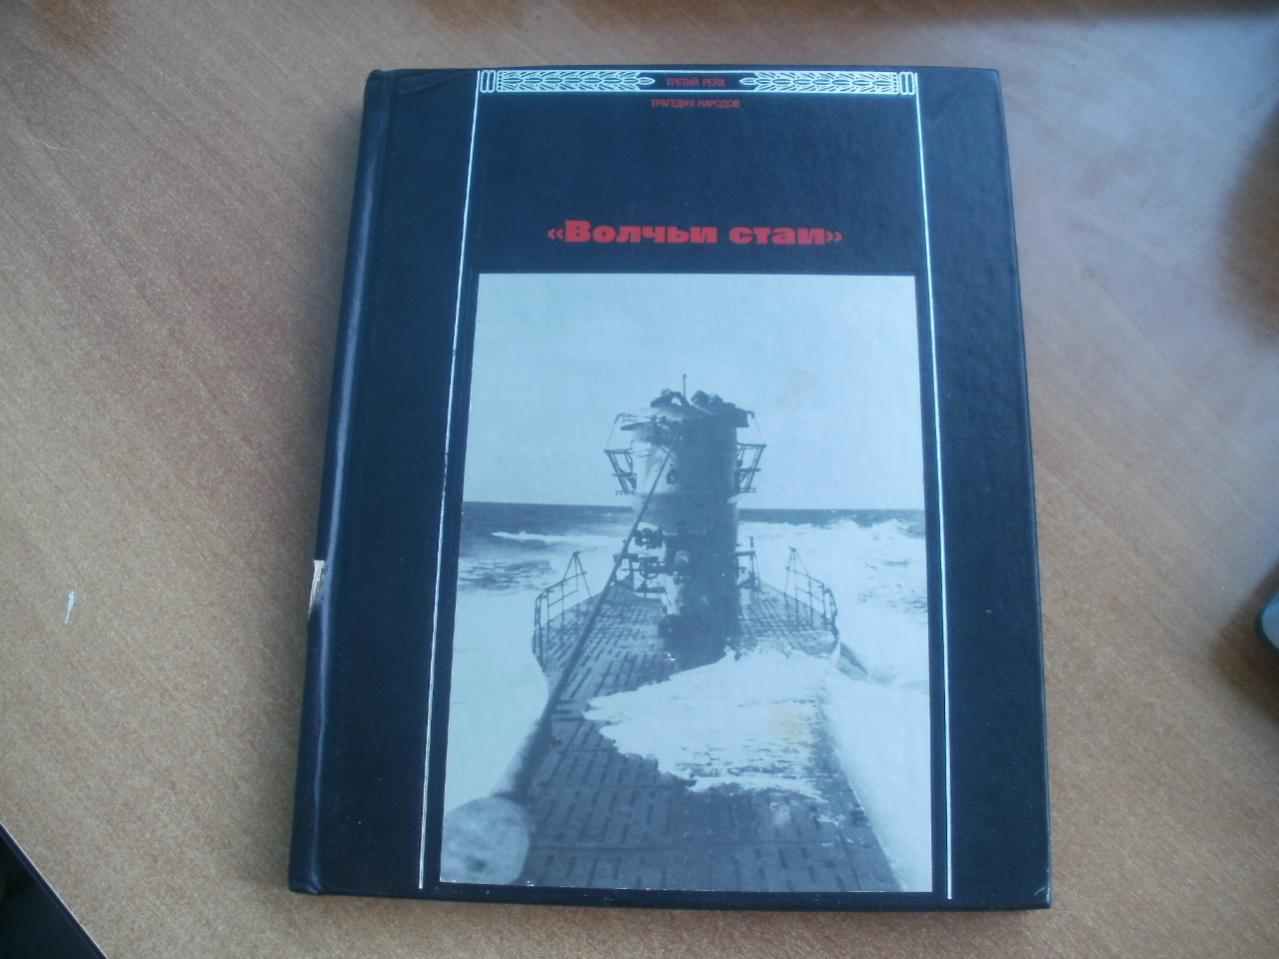 ТРЕТИЙ РЕЙХ
ТРАГЕДИЯ НАРОДОВ
«Волчьи стаи»